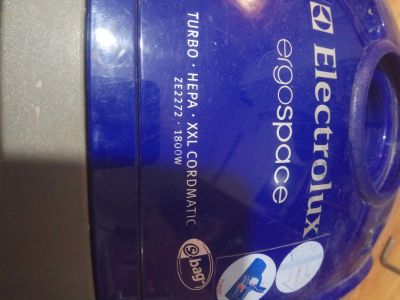 Electrolux
ergospace
TURBO · HEPA · XXL CORDMATIC
ZE2272 · 1800W
s-bag